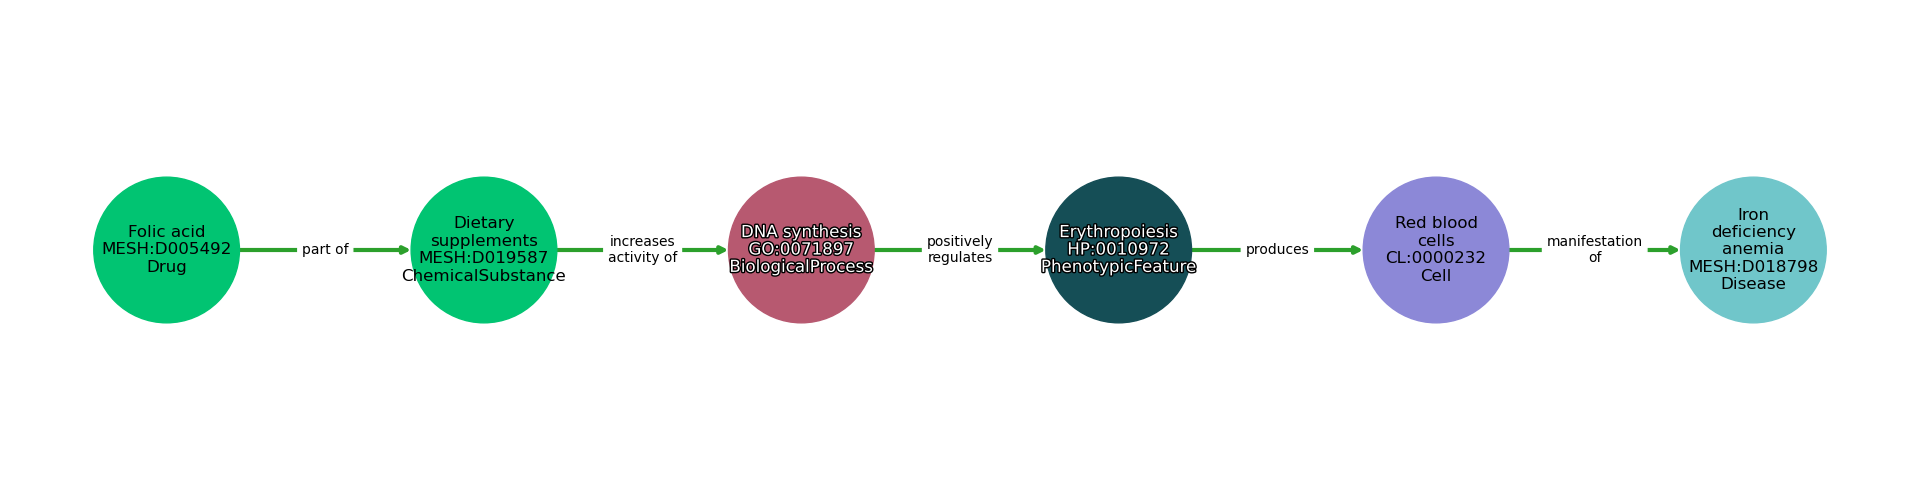 Folic acid
MESH:D005492
Drug
part of
Dietary
supplements
MESH:D019587
ChemicalSubstance
increases
activity of
DNA synthesis
GO:0071897
BiologicalProcess
positively
regulates
Erythropoiesis
HP:0010972
PhenotypicFeature
produces
Red blood
cells
CL:0000232
Cell
manifestation
of
Iron
deficiency
anemia
MESH:D018798
Disease